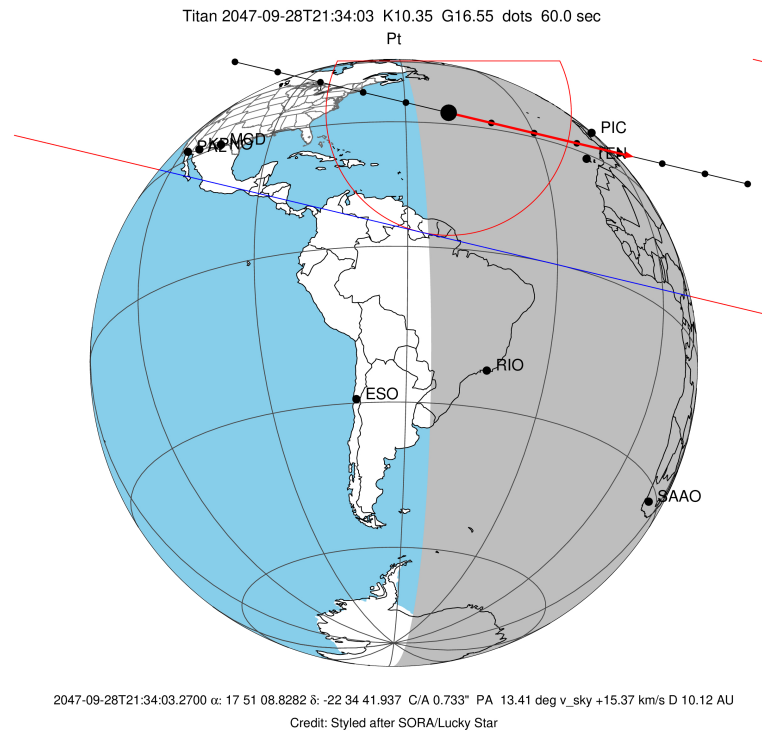 Titan 2047-09-28T21:34:03 K10.35 G16.55 dots 60.0 sec
Pt
PIC
MCD
TEN
RIO
ESO
SAAO
2047-09-28T21:34:03.2700 α: 17 51 08.8282 δ: -22 34 41.937 C/A 0.733" PA 13.41 deg v_sky +15.37 km/s D 10.12 AU
Credit: Styled after SORA/Lucky Star